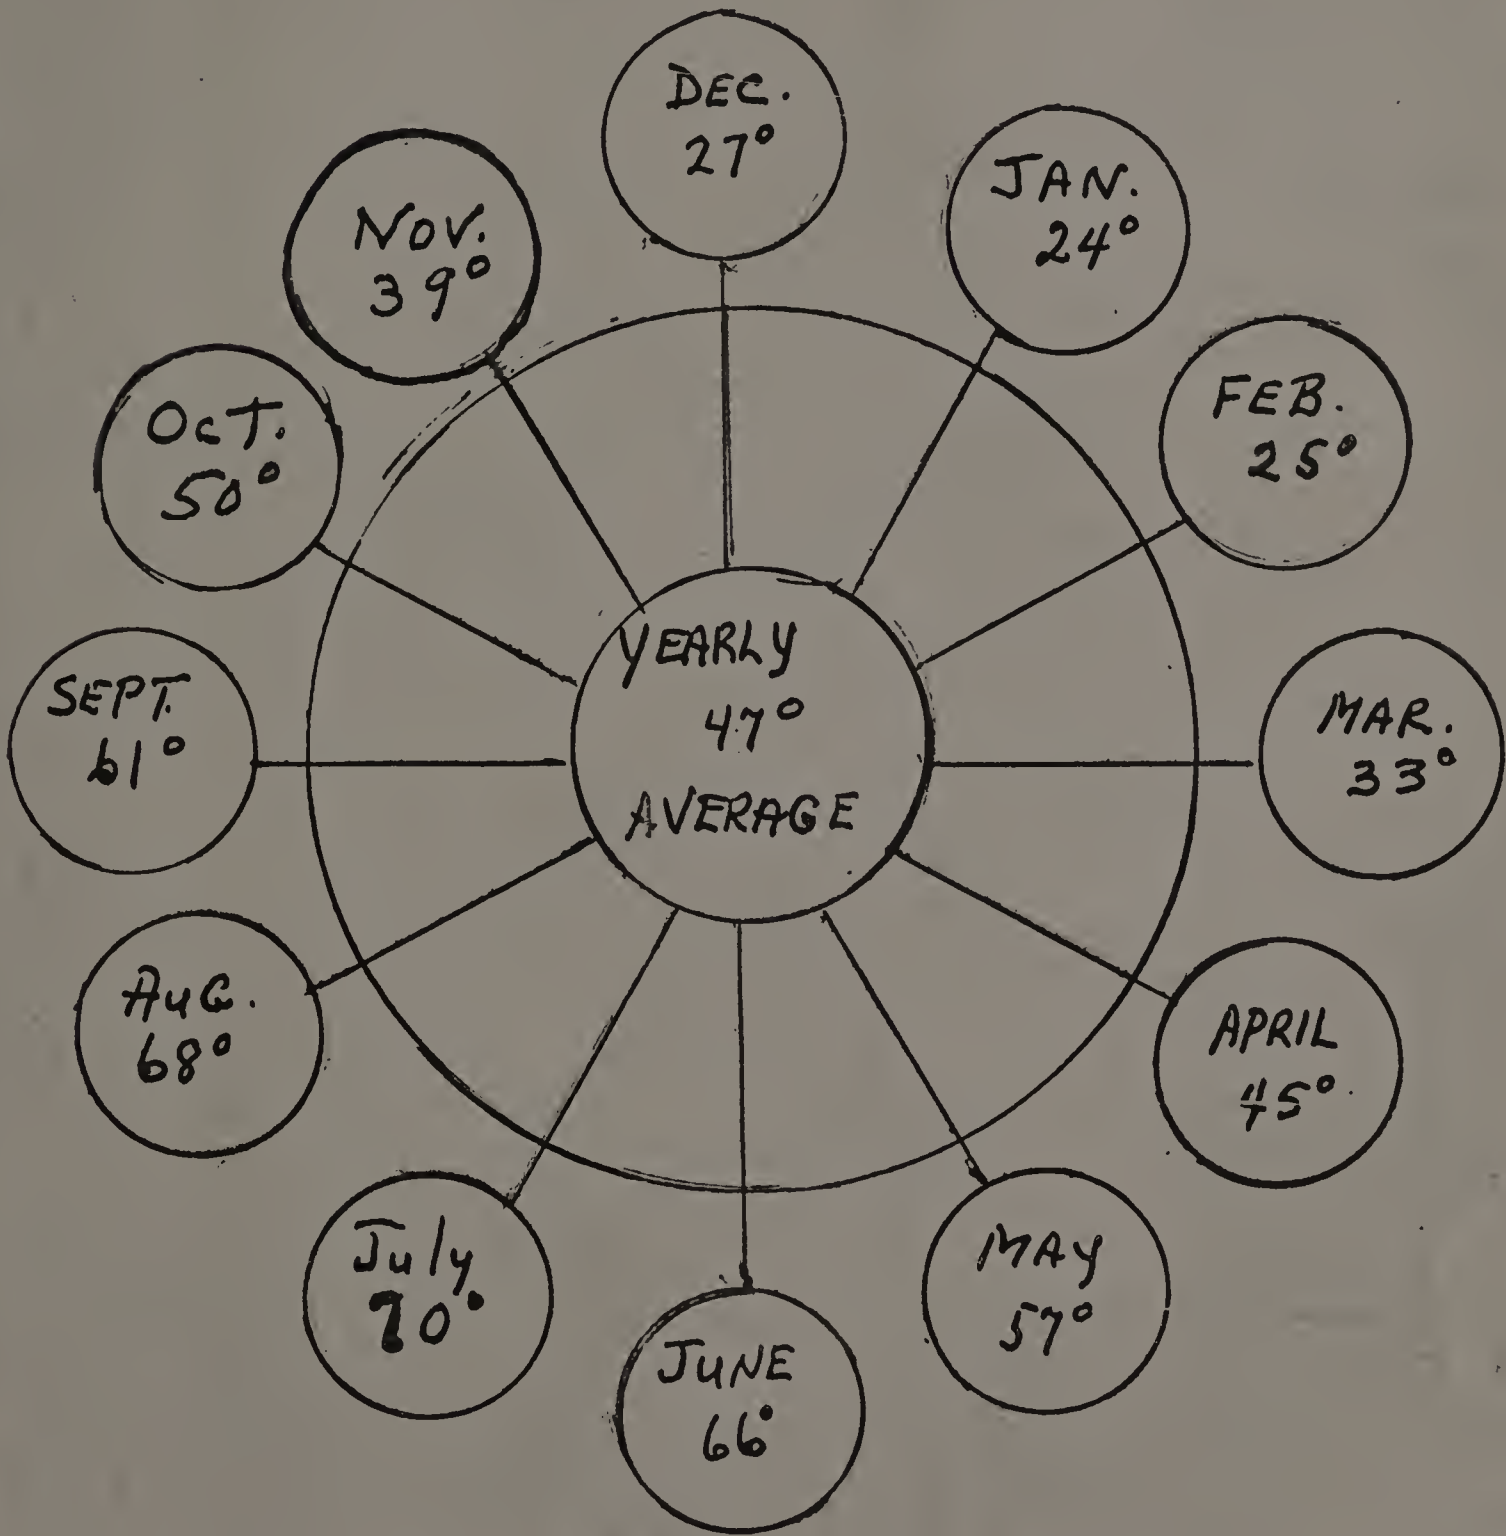 DEC.
27°
JAN.
24°
FEB.
25°
MAR.
33°
APRIL
45°
MAY
57°
JUNE
66°
July
70°
AUG.
68°
SEPT.
61°
OCT.
50°
NOV.
39°
YEARLY
47°
AVERAGE